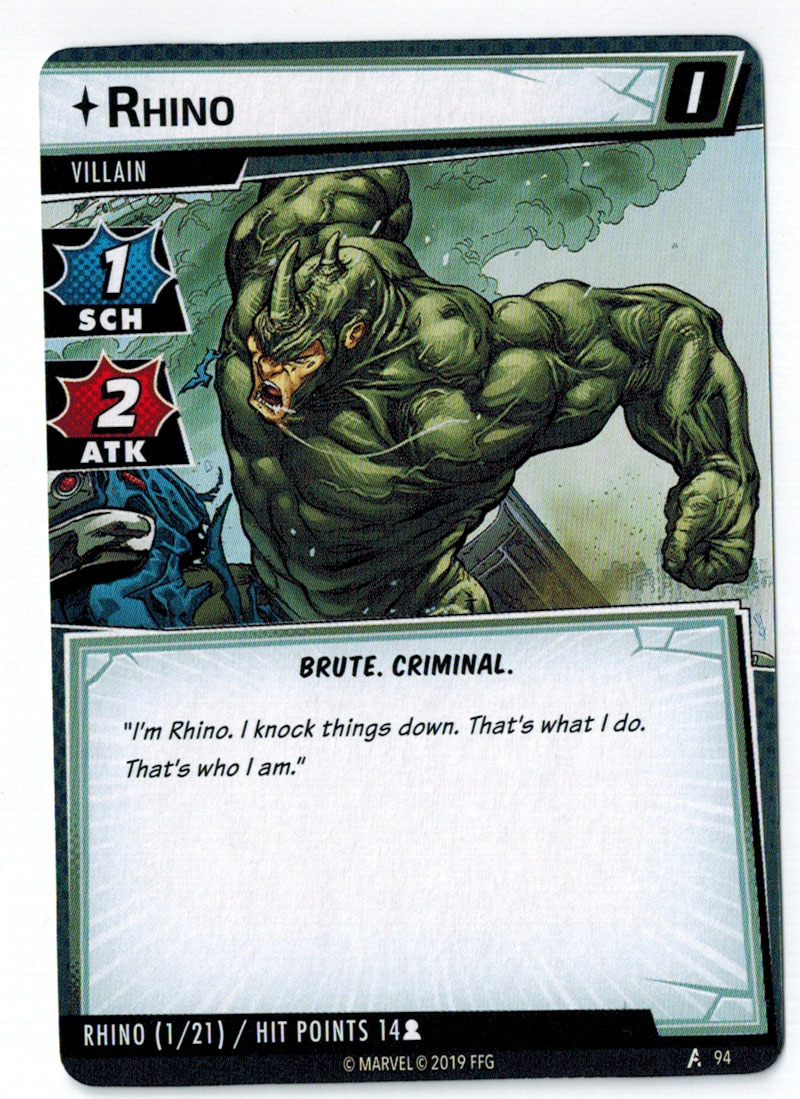 RHINO
I
VILLAIN
1
SCH
2
ATK
BRUTE. CRIMINAL.
"I'm Rhino. I knock things down. That's what I do.
That's who I am."
RHINO (1/21) / HIT POINTS 14
© MARVEL © 2019 FFG
94